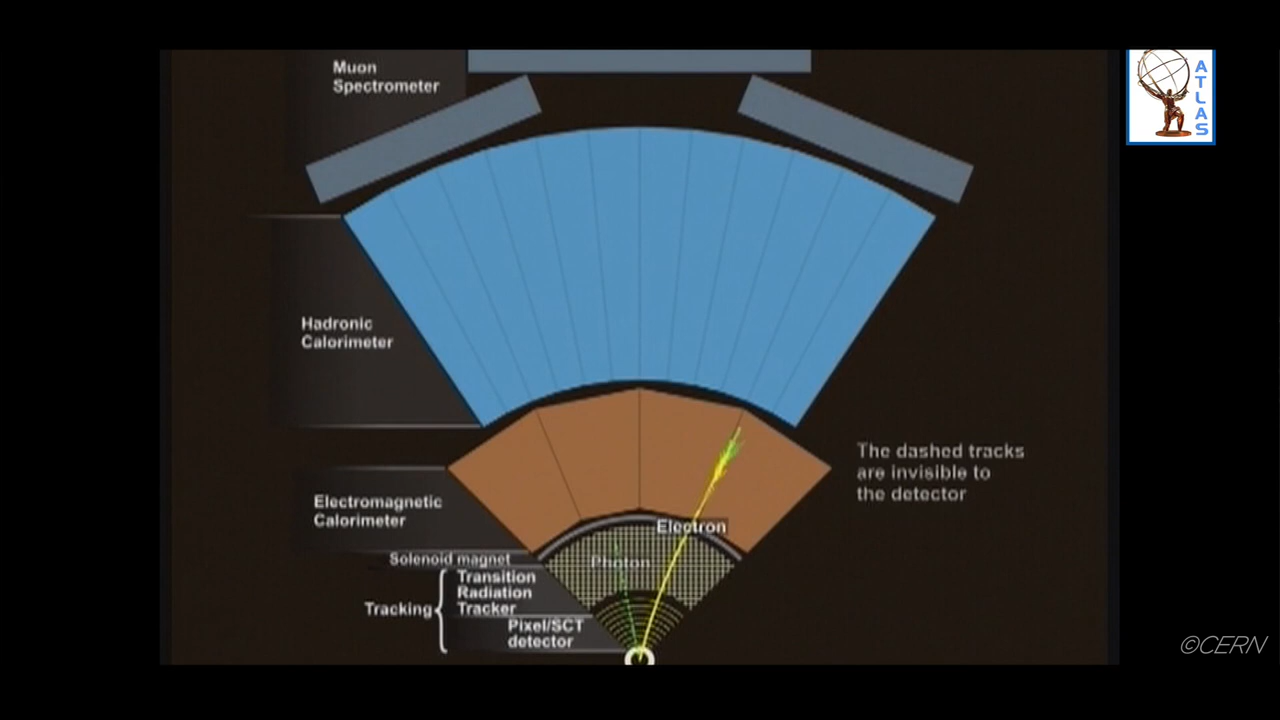 Muon
Spectrometer
ATLAS
Hadronic
Calorimeter
The dashed tracks
are invisible to
the detector
Electromagnetic
Calorimeter
Electron
Photon
Solenoid magnet
Transition
Radiation
Tracker
Tracking
Pixel/SCT
detector
©CERN